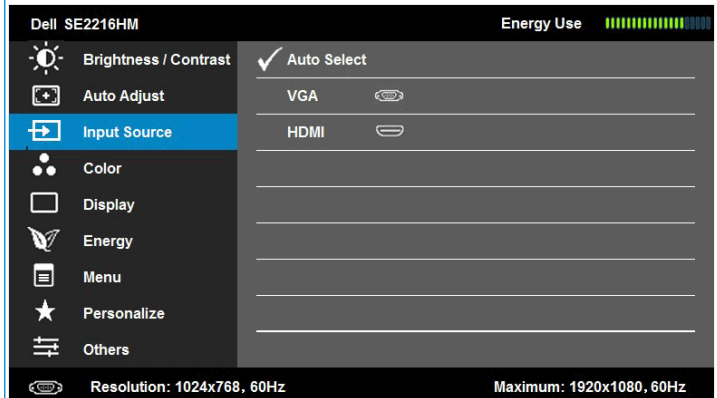 Dell SE2216HM Energy Use
Brightness / Contrast Auto Select
Auto Adjust VGA
Input Source HDMI
Color
Display
Energy
Menu
Personalize
Others
Resolution: 1024x768, 60Hz Maximum: 1920x1080, 60Hz